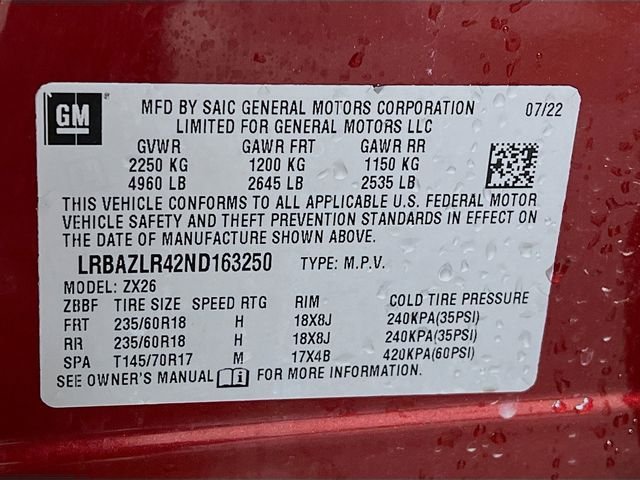 GM
MFD BY SAIC GENERAL MOTORS CORPORATION 07/22
LIMITED FOR GENERAL MOTORS LLC
GVWR GAWR FRT GAWR RR
2250 KG 1200 KG 1150 KG
4960 LB 2645 LB 2535 LB
THIS VEHICLE CONFORMS TO ALL APPLICABLE U.S. FEDERAL MOTOR
VEHICLE SAFETY AND THEFT PREVENTION STANDARDS IN EFFECT ON
THE DATE OF MANUFACTURE SHOWN ABOVE.
LRBAZLR42ND163250 TYPE: M.P.V.
MODEL: ZX26
ZBBF TIRE SIZE SPEED RTG RIM COLD TIRE PRESSURE
FRT 235/60R18 H 18X8J 240KPA(35PSI)
RR 235/60R18 H 18X8J 240KPA(35PSI)
SPA T145/70R17 M 17X4B 420KPA(60PSI)
SEE OWNER'S MANUAL FOR MORE INFORMATION.